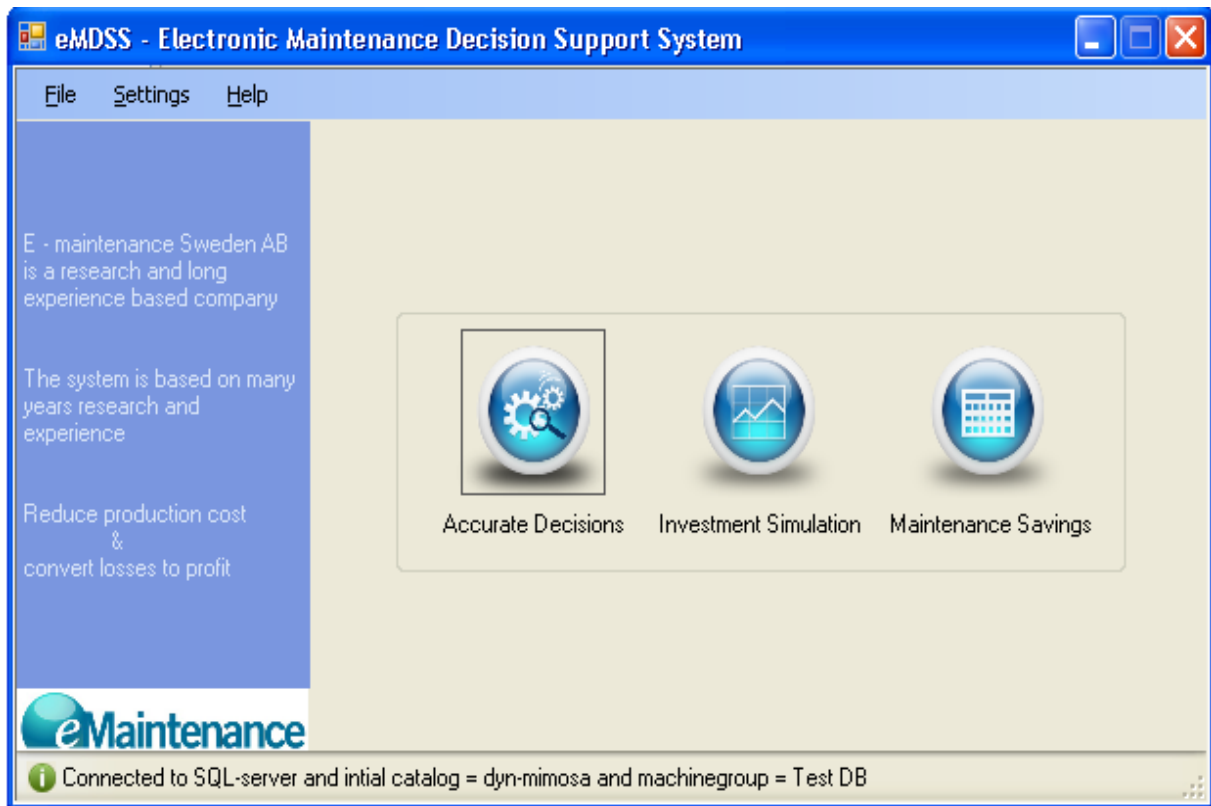 eMDSS - Electronic Maintenance Decision Support System
File Settings Help
E - maintenance Sweden AB
is a research and long
experience based company
The system is based on many
years research and
experience
Reduce production cost
&
convert losses to profit
Accurate Decisions Investment Simulation Maintenance Savings
eMaintenance
Connected to SQL-server and intial catalog = dyn-mimosa and machinegroup = Test DB